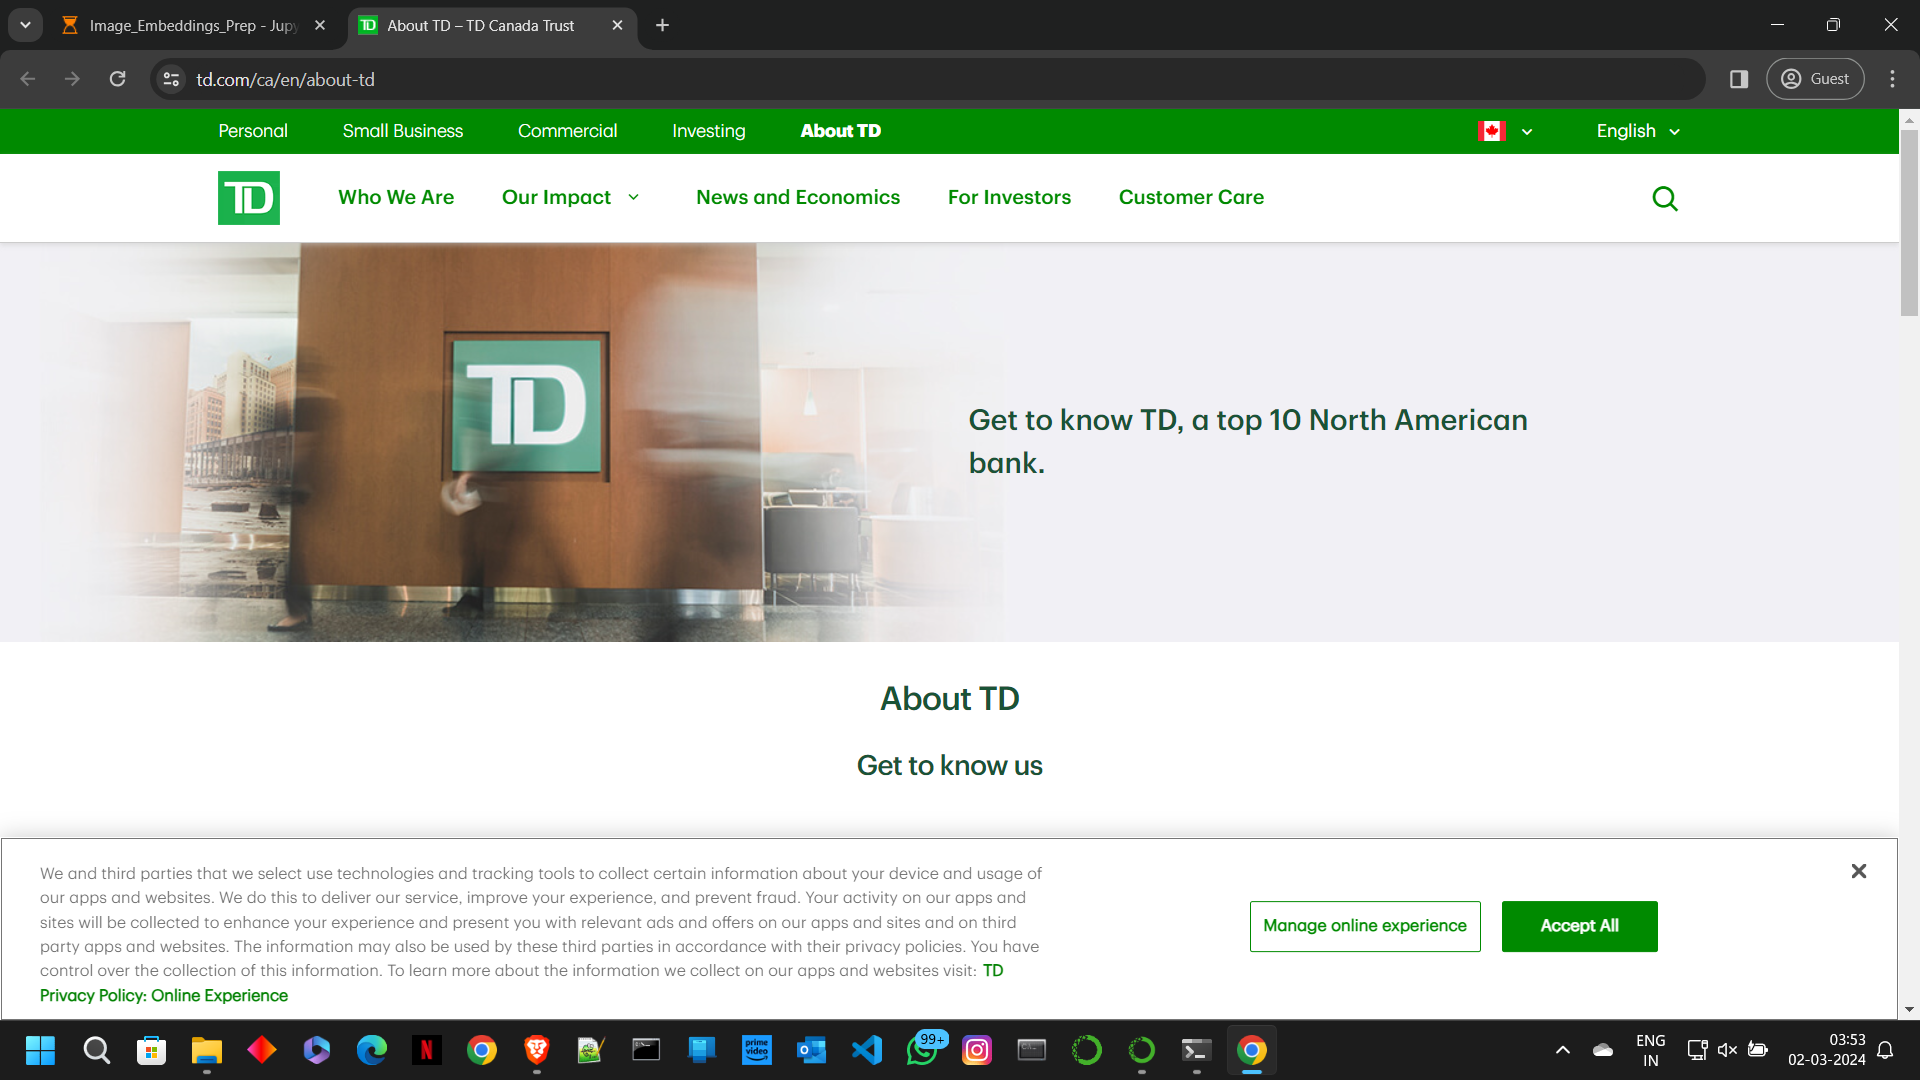 Image_Embeddings_Prep - Jupy
About TD – TD Canada Trust
td.com/ca/en/about-td
Guest
Personal
Small Business
Commercial
Investing
About TD
English
TD
Who We Are
Our Impact
News and Economics
For Investors
Customer Care
TD
Get to know TD, a top 10 North American
bank.
About TD
Get to know us
We and third parties that we select use technologies and tracking tools to collect certain information about your device and usage of
our apps and websites. We do this to deliver our service, improve your experience, and prevent fraud. Your activity on our apps and
sites will be collected to enhance your experience and present you with relevant ads and offers on our apps and sites and on third
party apps and websites. The information may also be used by these third parties in accordance with their privacy policies. You have
control over the collection of this information. To learn more about the information we collect on our apps and websites visit: TD
Privacy Policy: Online Experience
Manage online experience
Accept All
prime
video
99+
ENG
IN
03:53
02-03-2024